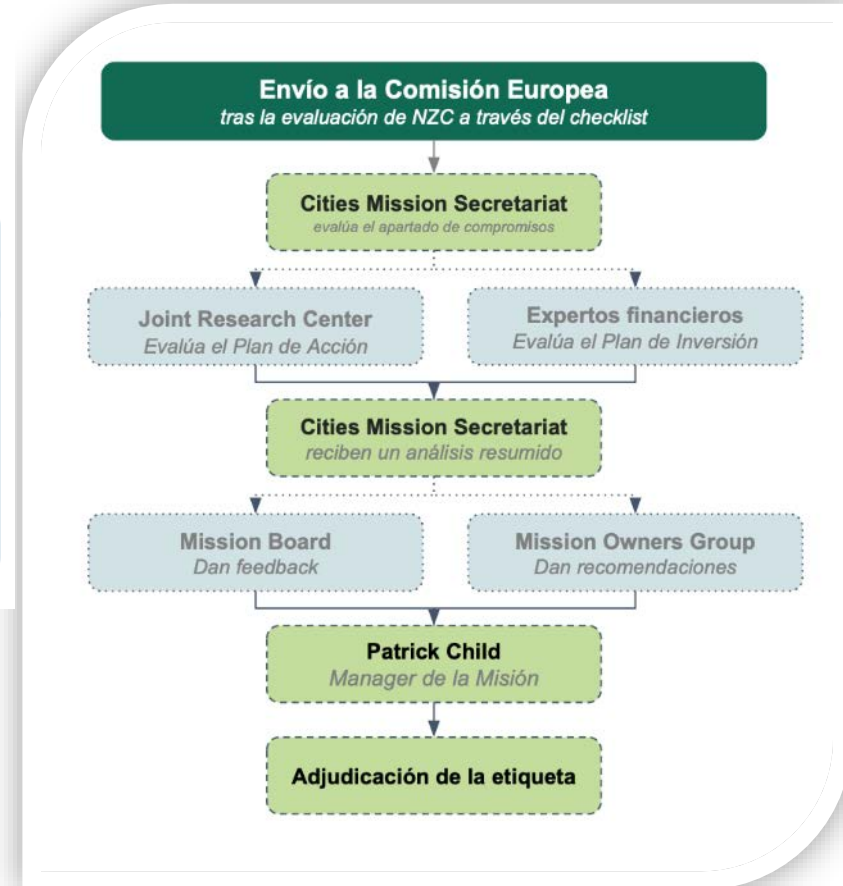 Envío a la Comisión Europea
tras la evaluación de NZC a través del checklist
Cities Mission Secretariat
evalúa el apartado de compromisos
Joint Research Center
Evalúa el Plan de Acción
Expertos financieros
Evalúa el Plan de Inversión
Cities Mission Secretariat
reciben un análisis resumido
Mission Board
Dan feedback
Mission Owners Group
Dan recomendaciones
Patrick Child
Manager de la Misión
Adjudicación de la etiqueta